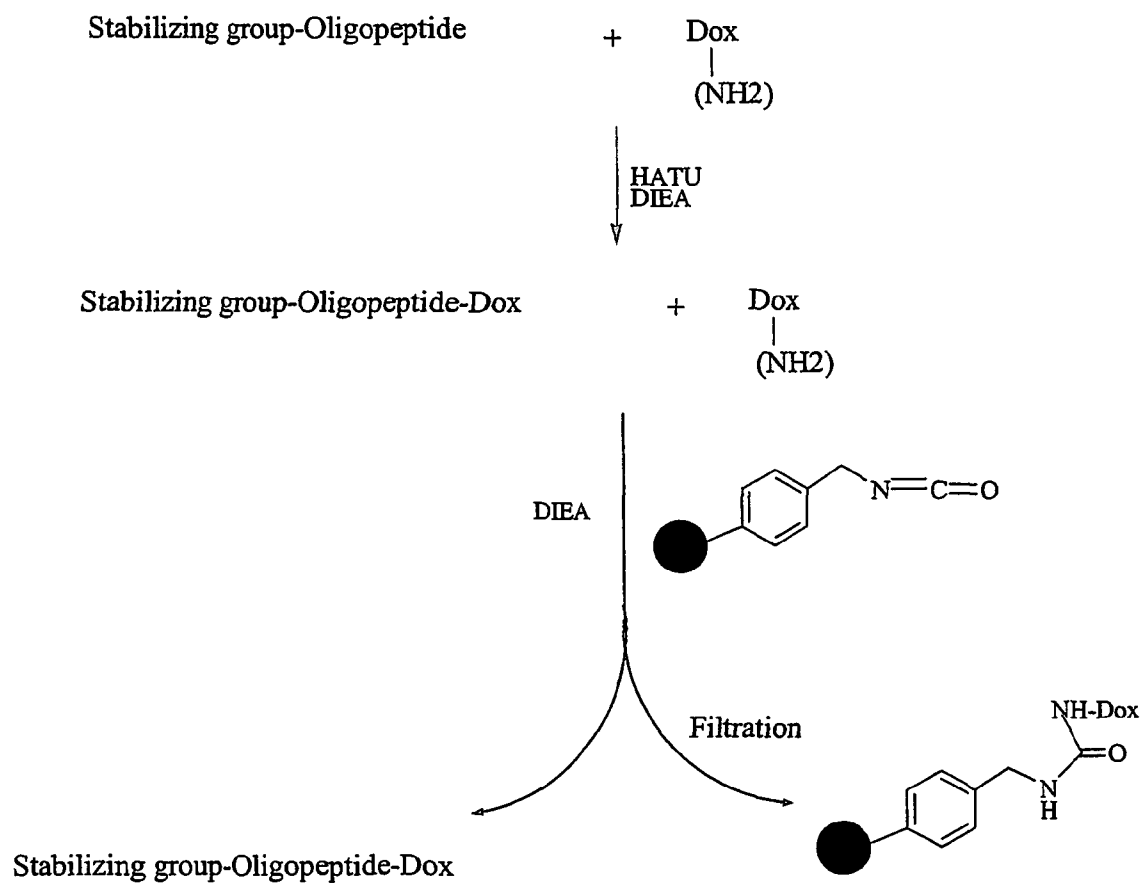 Stabilizing group-Oligopeptide + Dox
(NH2)
HATU
DIEA
Stabilizing group-Oligopeptide-Dox + Dox
(NH2)
N=C=O
DIEA
NH-Dox
Filtration
O
N
H
Stabilizing group-Oligopeptide-Dox